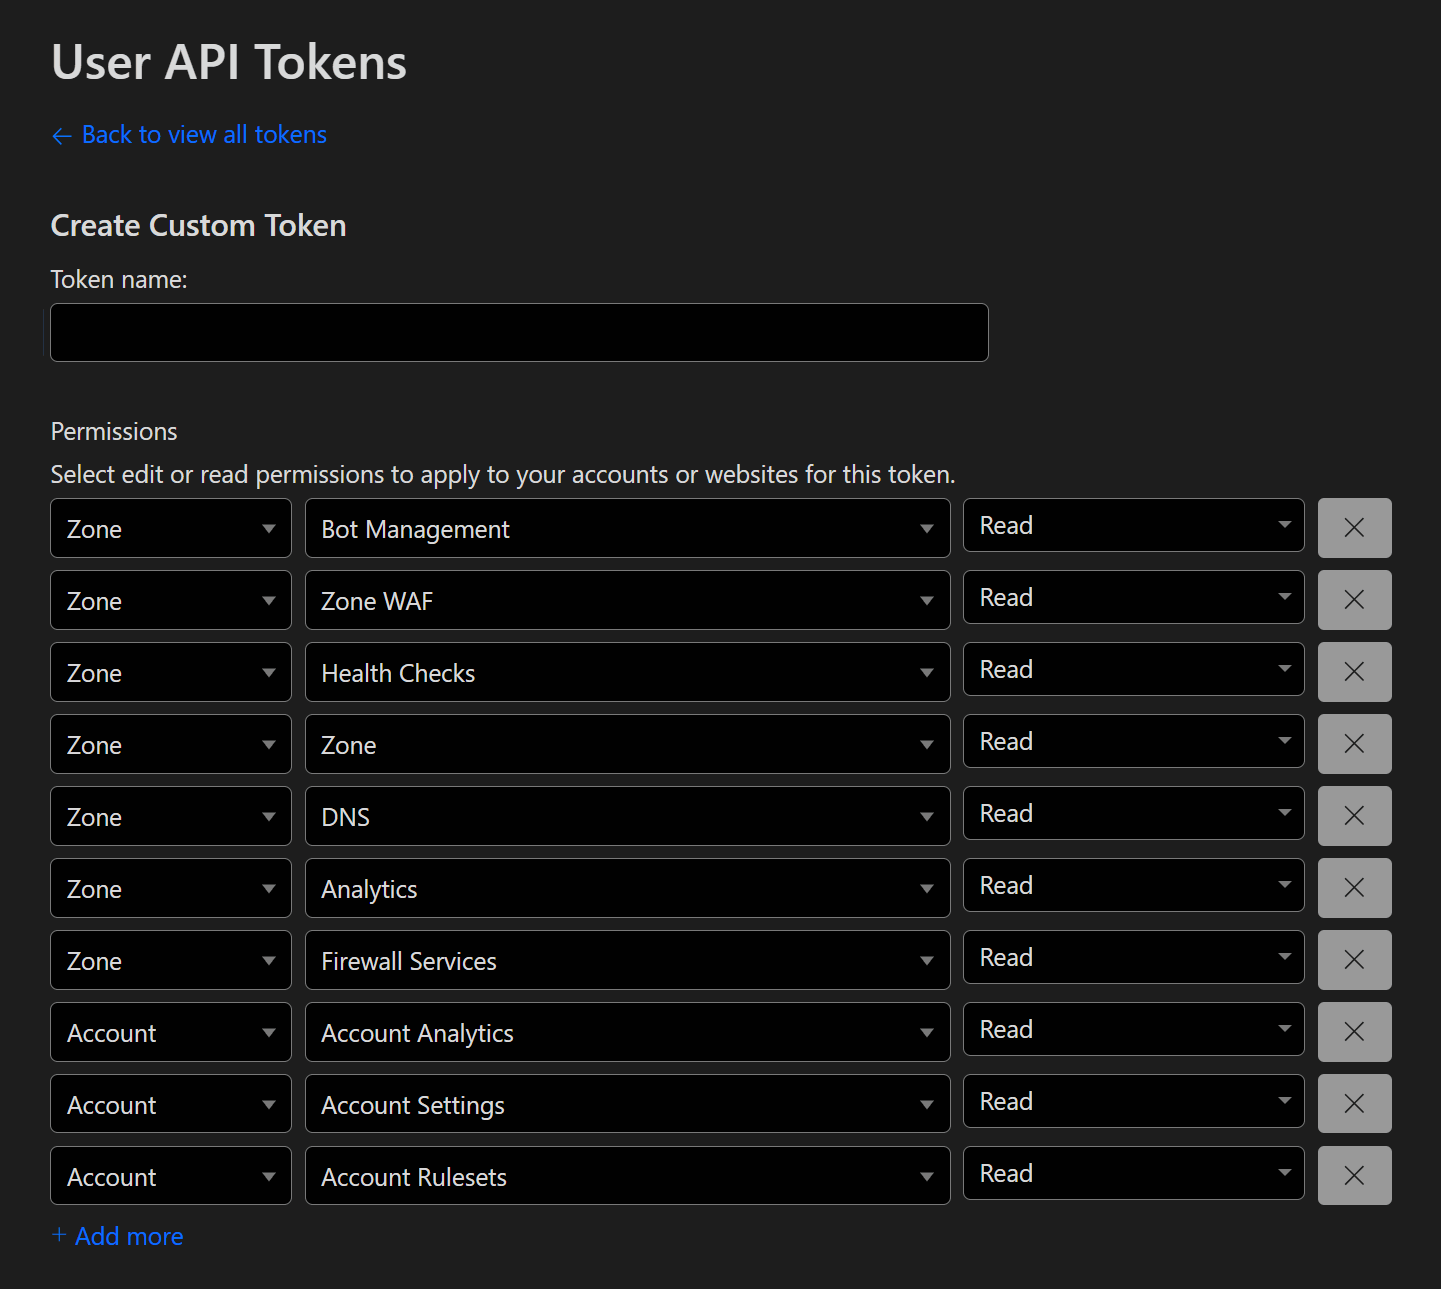 User API Tokens
← Back to view all tokens
Create Custom Token
Token name:
Permissions
Select edit or read permissions to apply to your accounts or websites for this token.
Zone Bot Management Read
Zone Zone WAF Read
Zone Health Checks Read
Zone Zone Read
Zone DNS Read
Zone Analytics Read
Zone Firewall Services Read
Account Account Analytics Read
Account Account Settings Read
Account Account Rulesets Read
+ Add more